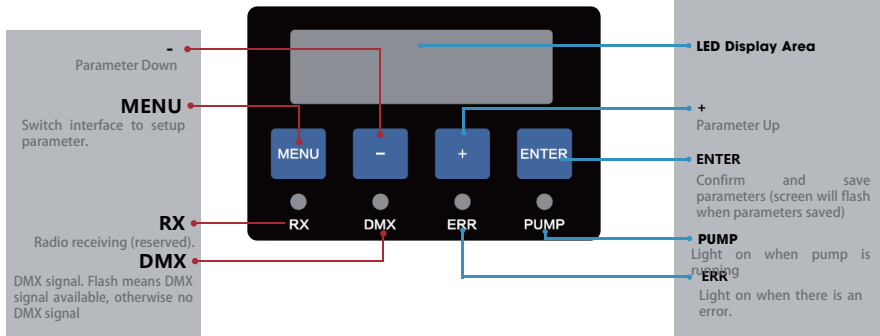 -
Parameter Down
MENU
Switch interface to setup
parameter.
RX
Radio receiving (reserved).
DMX
DMX signal. Flash means DMX
signal available, otherwise no
DMX signal
MENU
-
+
ENTER
RX
DMX
ERR
PUMP
LED Display Area
+
Parameter Up
ENTER
Confirm and save
parameters (screen will flash
when parameters saved)
PUMP
Light on when pump is
running
ERR
Light on when there is an
error.